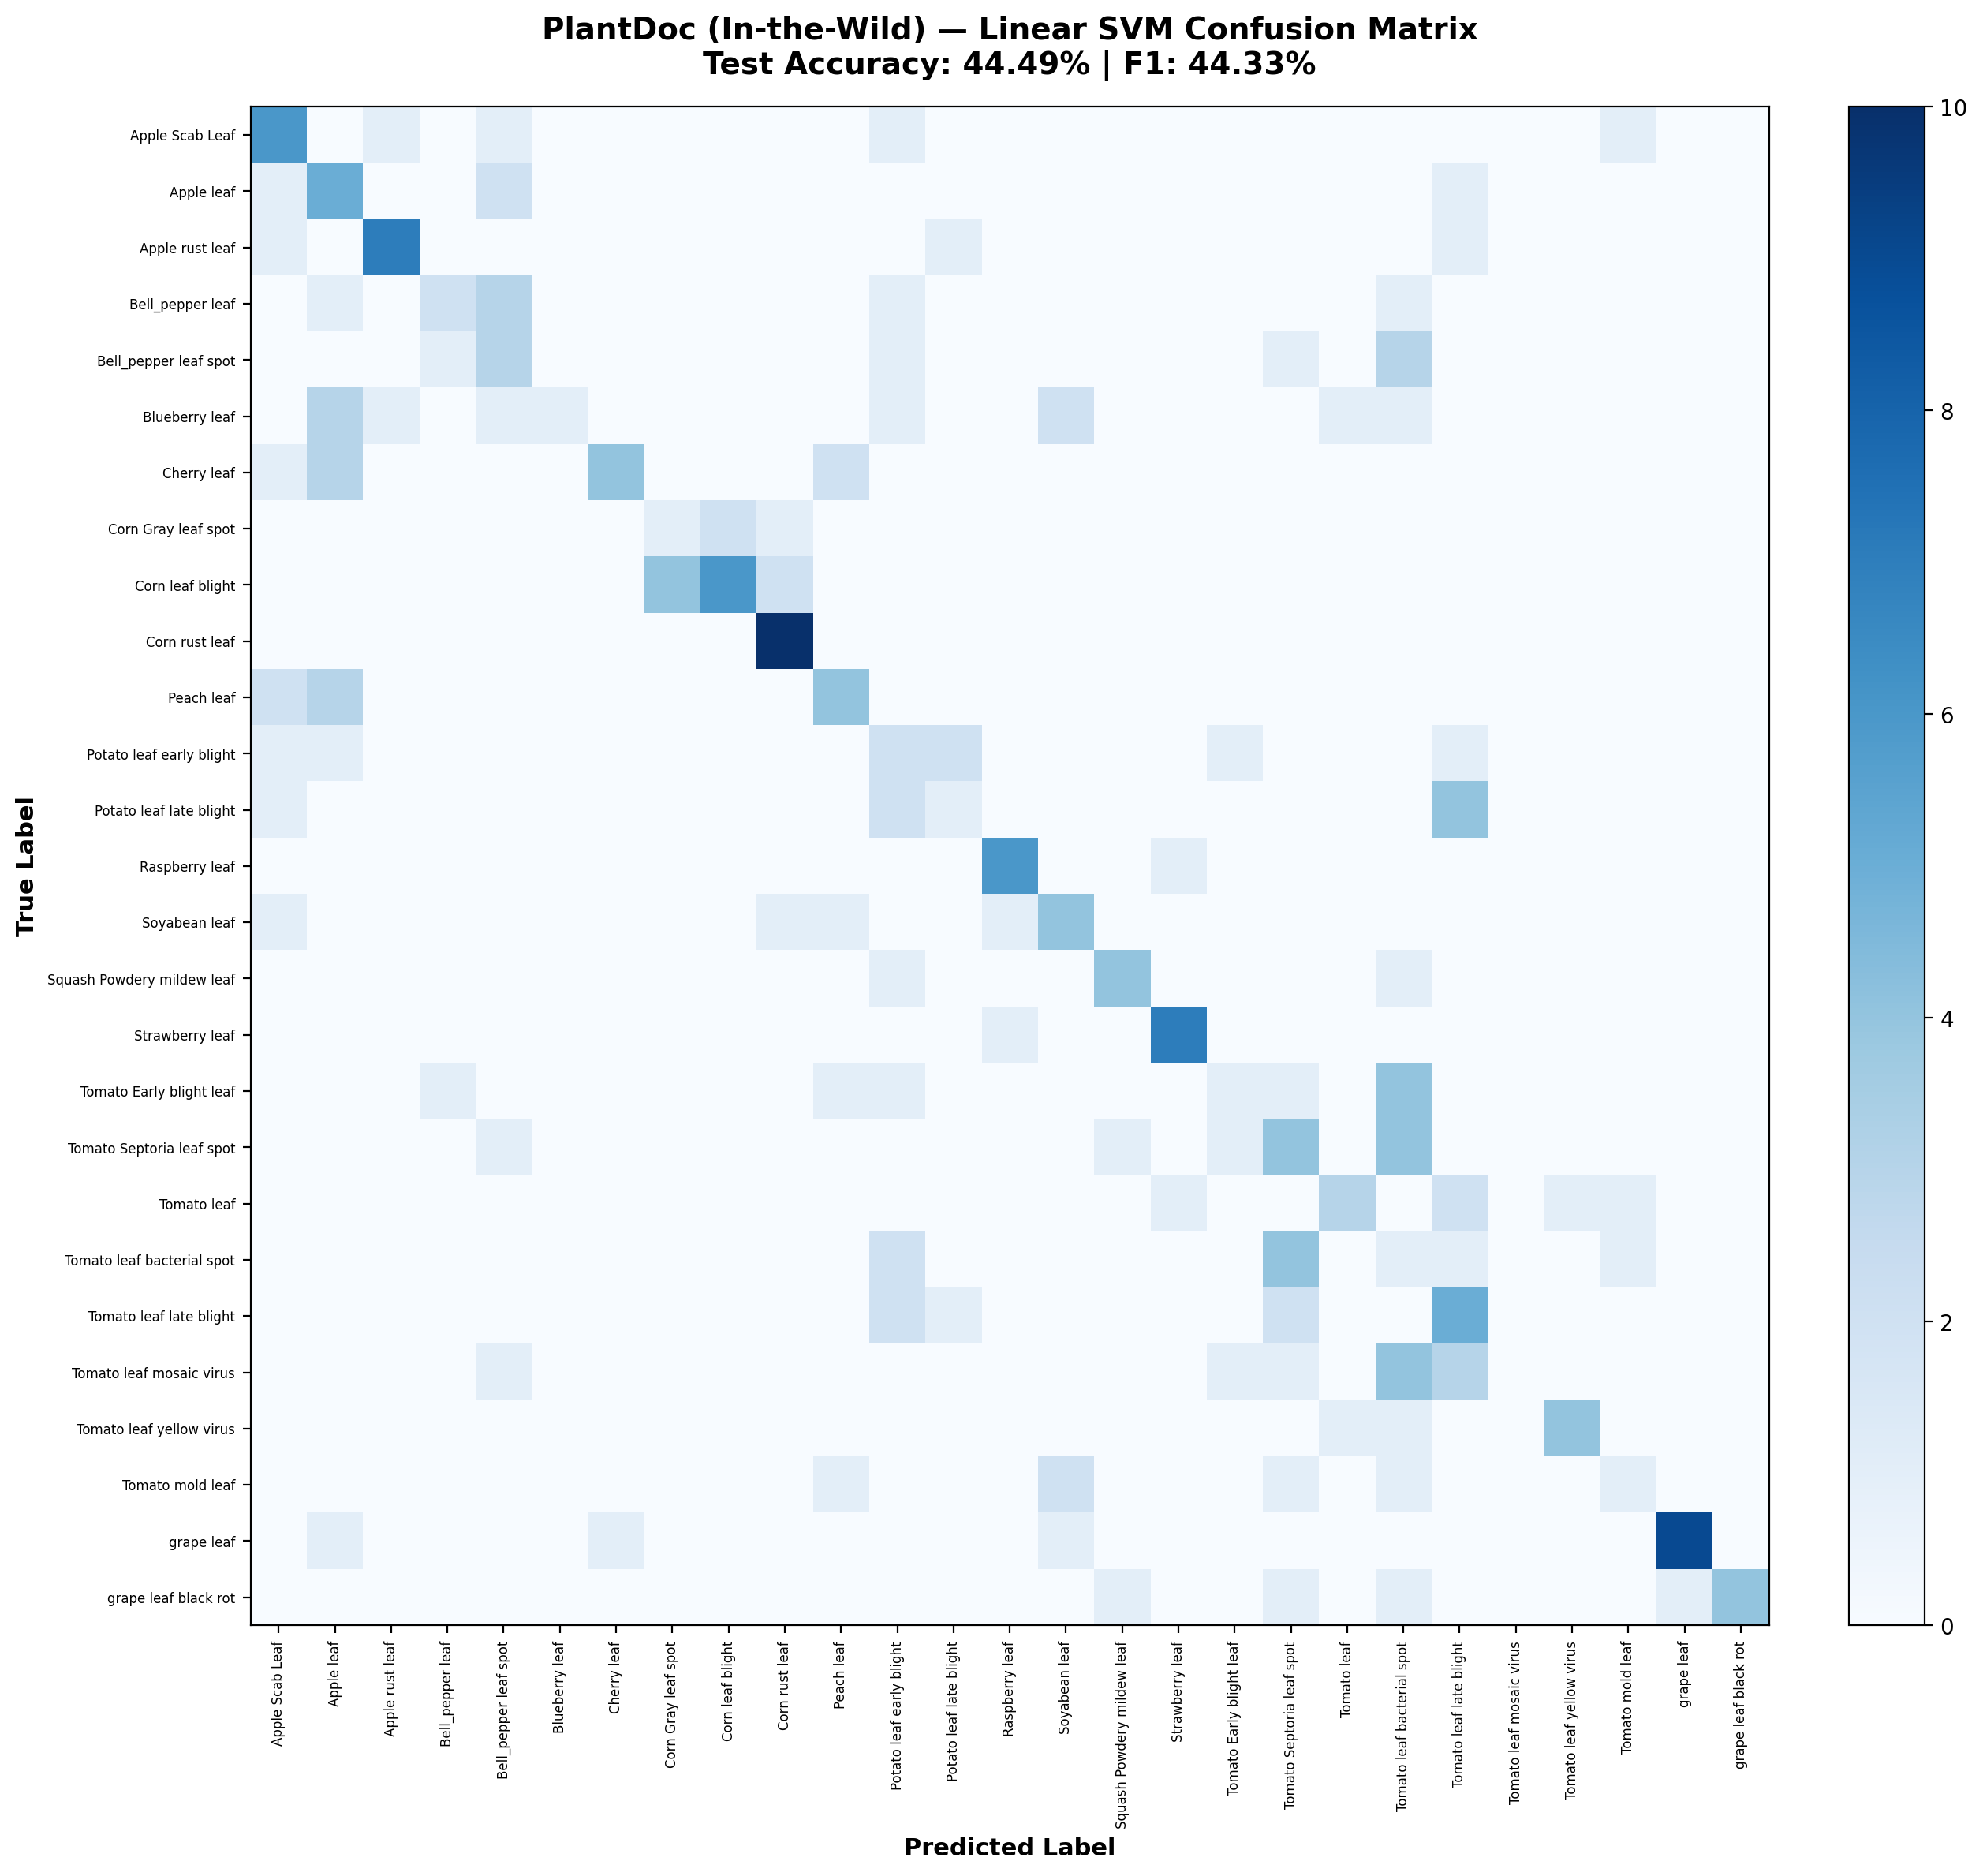 PlantDoc (In-the-Wild) — Linear SVM Confusion Matrix
Test Accuracy: 44.49% | F1: 44.33%
True Label
Apple Scab Leaf
Apple leaf
Apple rust leaf
Bell_pepper leaf
Bell_pepper leaf spot
Blueberry leaf
Cherry leaf
Corn Gray leaf spot
Corn leaf blight
Corn rust leaf
Peach leaf
Potato leaf early blight
Potato leaf late blight
Raspberry leaf
Soyabean leaf
Squash Powdery mildew leaf
Strawberry leaf
Tomato Early blight leaf
Tomato Septoria leaf spot
Tomato leaf
Tomato leaf bacterial spot
Tomato leaf late blight
Tomato leaf mosaic virus
Tomato leaf yellow virus
Tomato mold leaf
grape leaf
grape leaf black rot
Apple Scab Leaf
Apple leaf
Apple rust leaf
Bell_pepper leaf
Bell_pepper leaf spot
Blueberry leaf
Cherry leaf
Corn Gray leaf spot
Corn leaf blight
Corn rust leaf
Peach leaf
Potato leaf early blight
Potato leaf late blight
Raspberry leaf
Soyabean leaf
Squash Powdery mildew leaf
Strawberry leaf
Tomato Early blight leaf
Tomato Septoria leaf spot
Tomato leaf
Tomato leaf bacterial spot
Tomato leaf late blight
Tomato leaf mosaic virus
Tomato leaf yellow virus
Tomato mold leaf
grape leaf
grape leaf black rot
Predicted Label
10
8
6
4
2
0